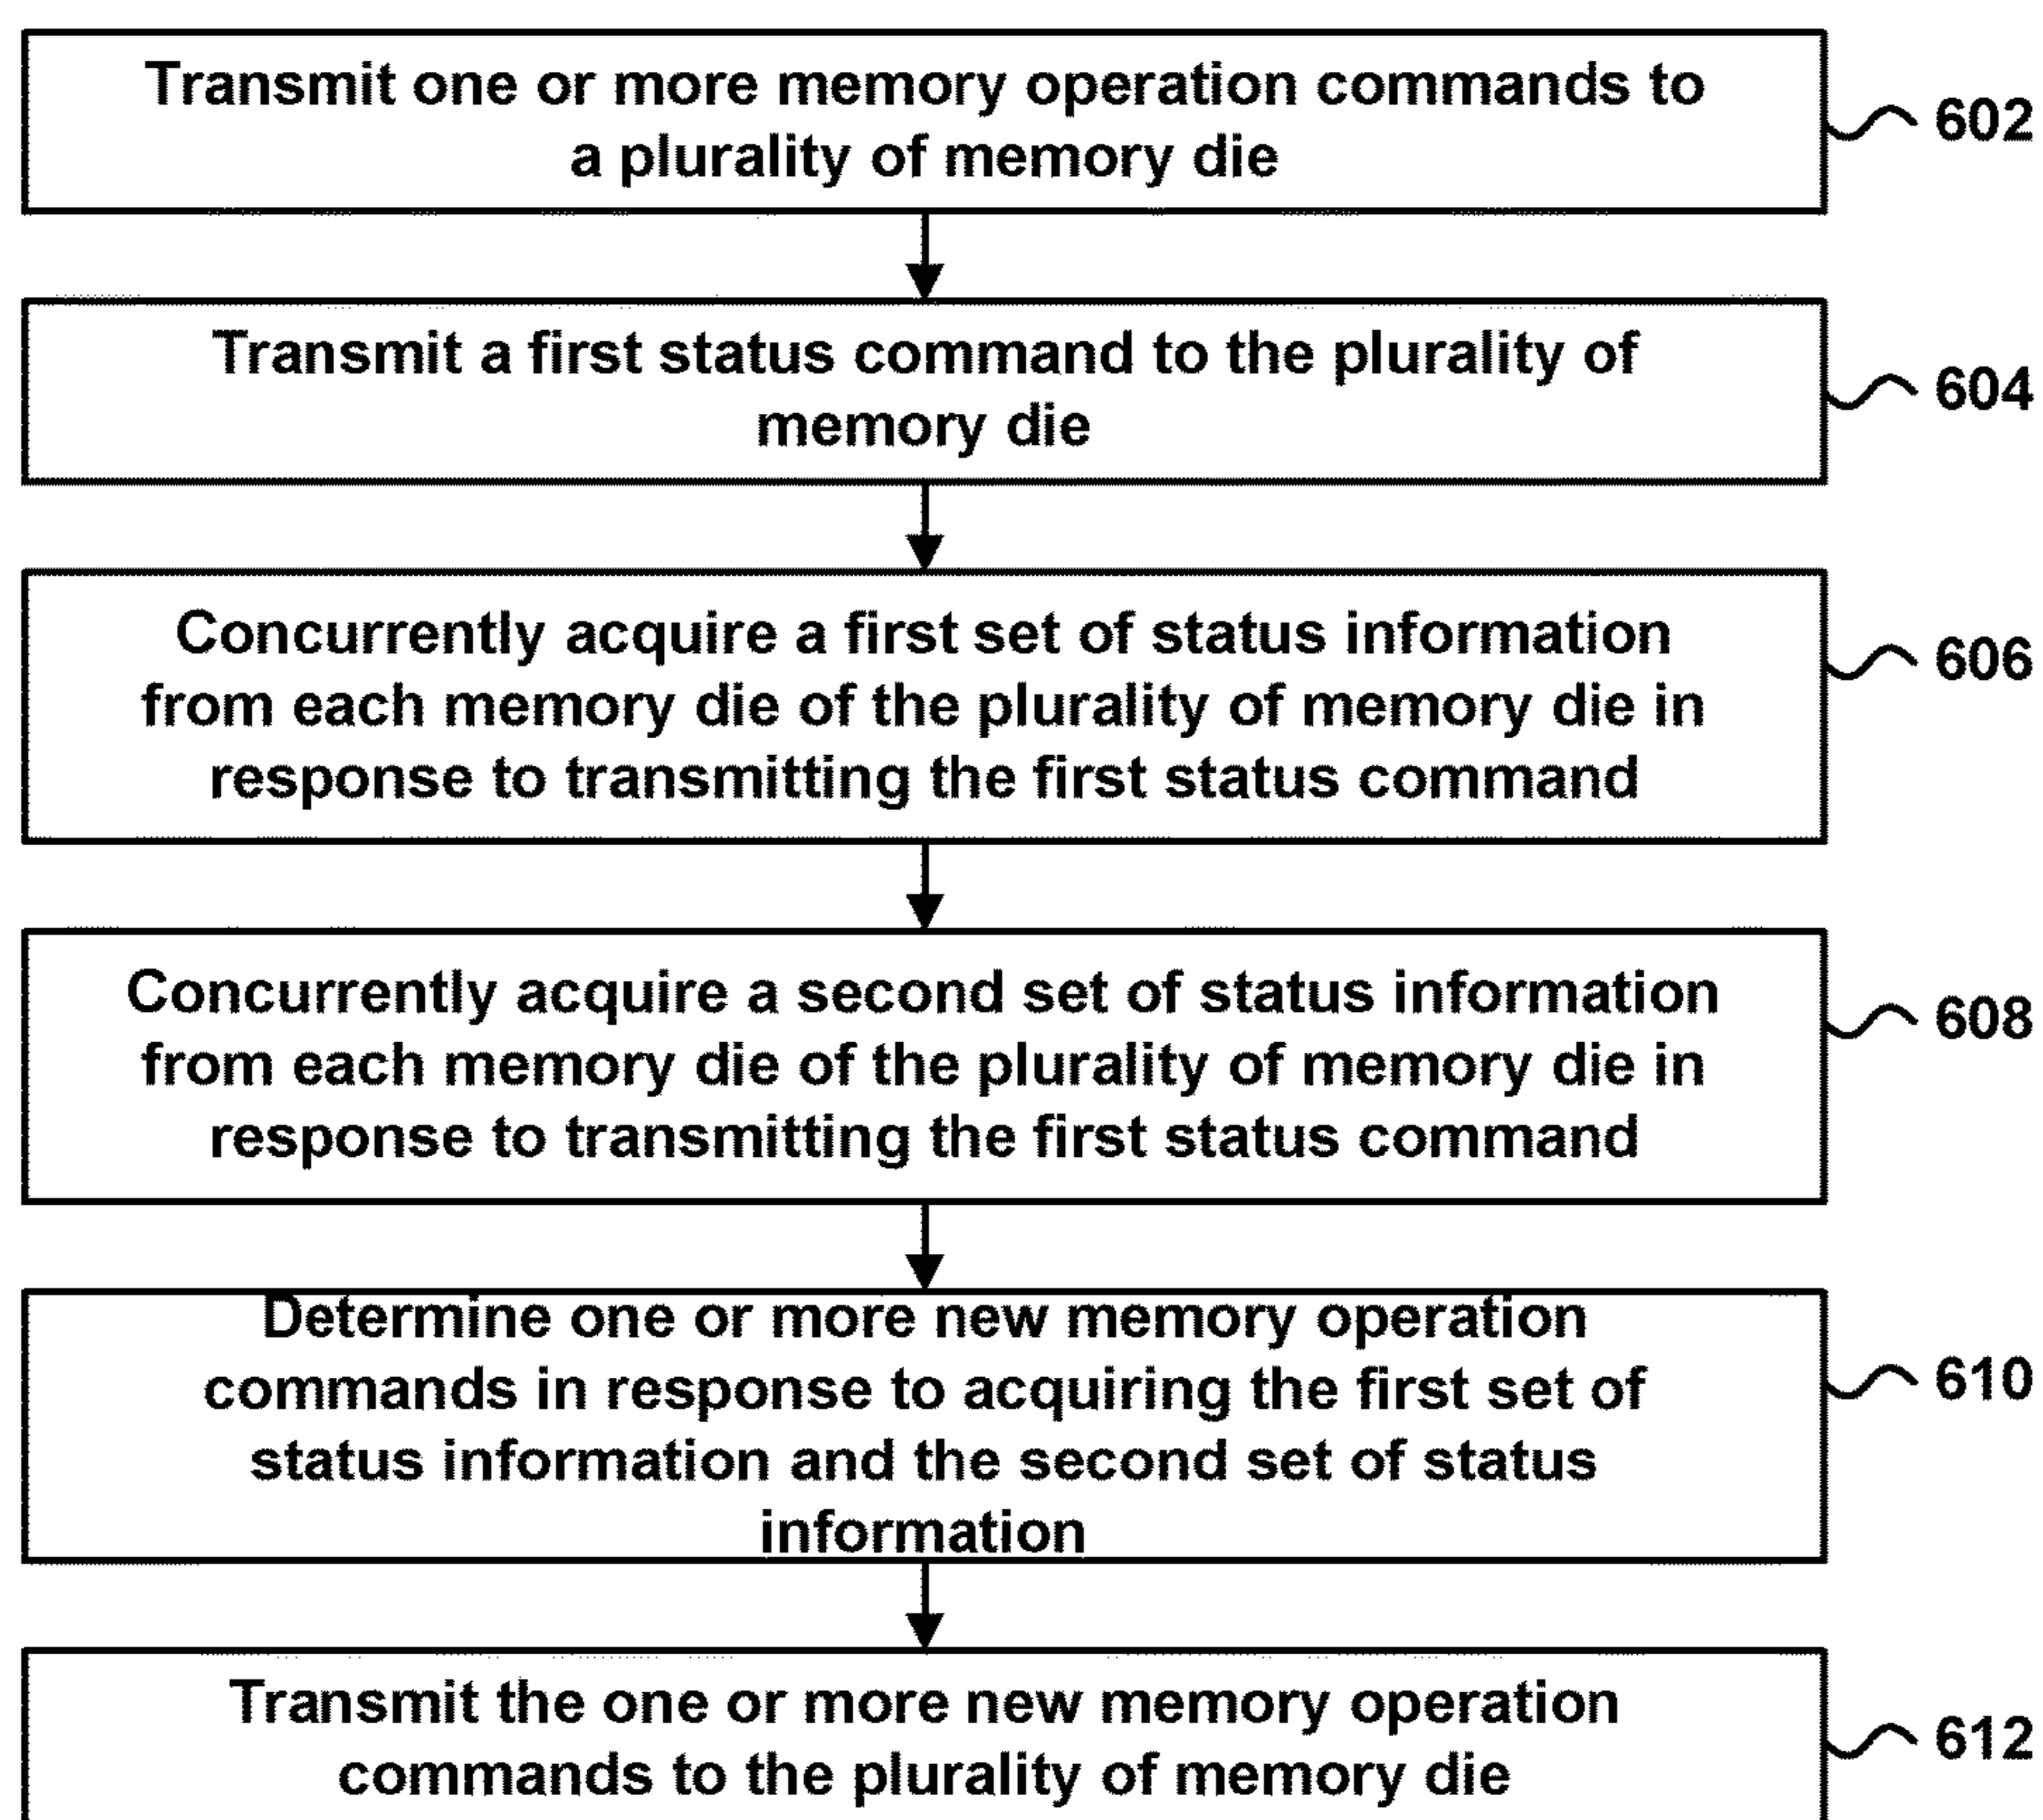 Transmit one or more memory operation commands to
a plurality of memory die
602
Transmit a first status command to the plurality of
memory die
604
Concurrently acquire a first set of status information
from each memory die of the plurality of memory die in
response to transmitting the first status command
606
Concurrently acquire a second set of status information
from each memory die of the plurality of memory die in
response to transmitting the first status command
608
Determine one or more new memory operation
commands in response to acquiring the first set of
status information and the second set of status
information
610
Transmit the one or more new memory operation
commands to the plurality of memory die
612